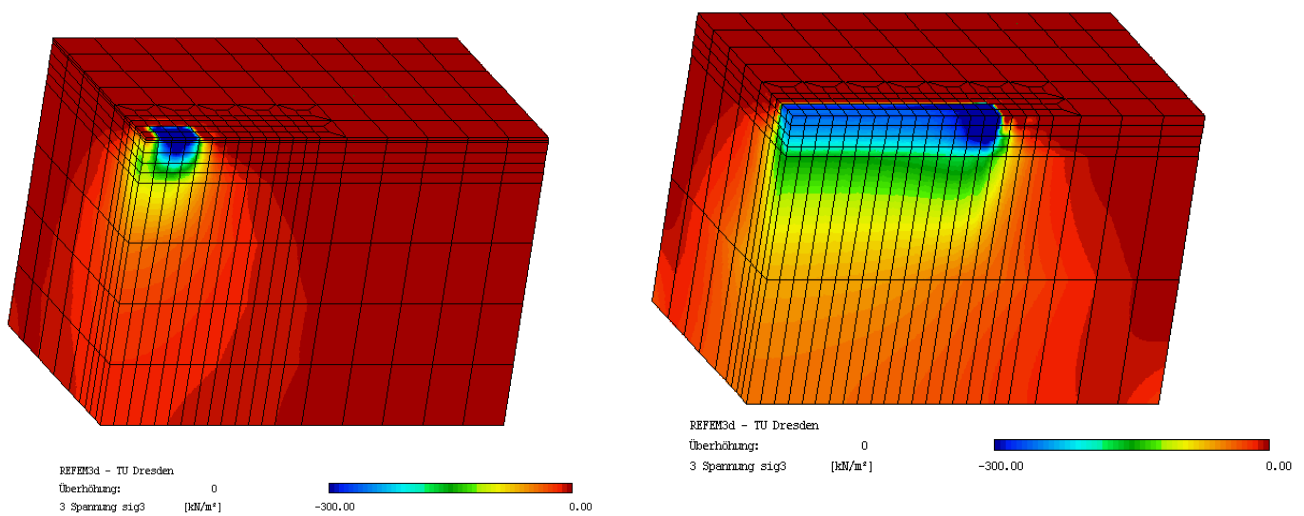 REFEM3d - TU Dresden
Überhöhung: 0
3 Spannung sig3 [kN/m²] -300.00 0.00
REFEM3d - TU Dresden
Überhöhung: 0
3 Spannung sig3 [kN/m²] -300.00 0.00